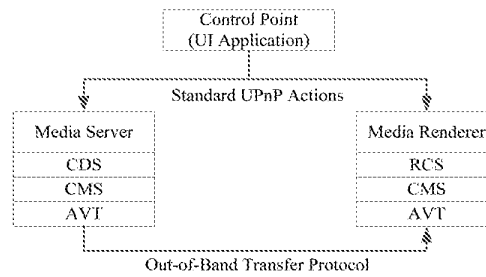 Control Point
(UI Application)
Standard UPnP Actions
Media Server
CDS
CMS
AVT
Media Renderer
RCS
CMS
AVT
Out-of-Band Transfer Protocol